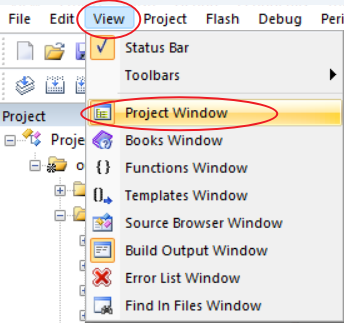 File Edit View Project Flash Debug Peri
Status Bar
Toolbars
Project
Project Window
Proje
Books Window
Functions Window
Templates Window
Source Browser Window
Build Output Window
Error List Window
Find In Files Window